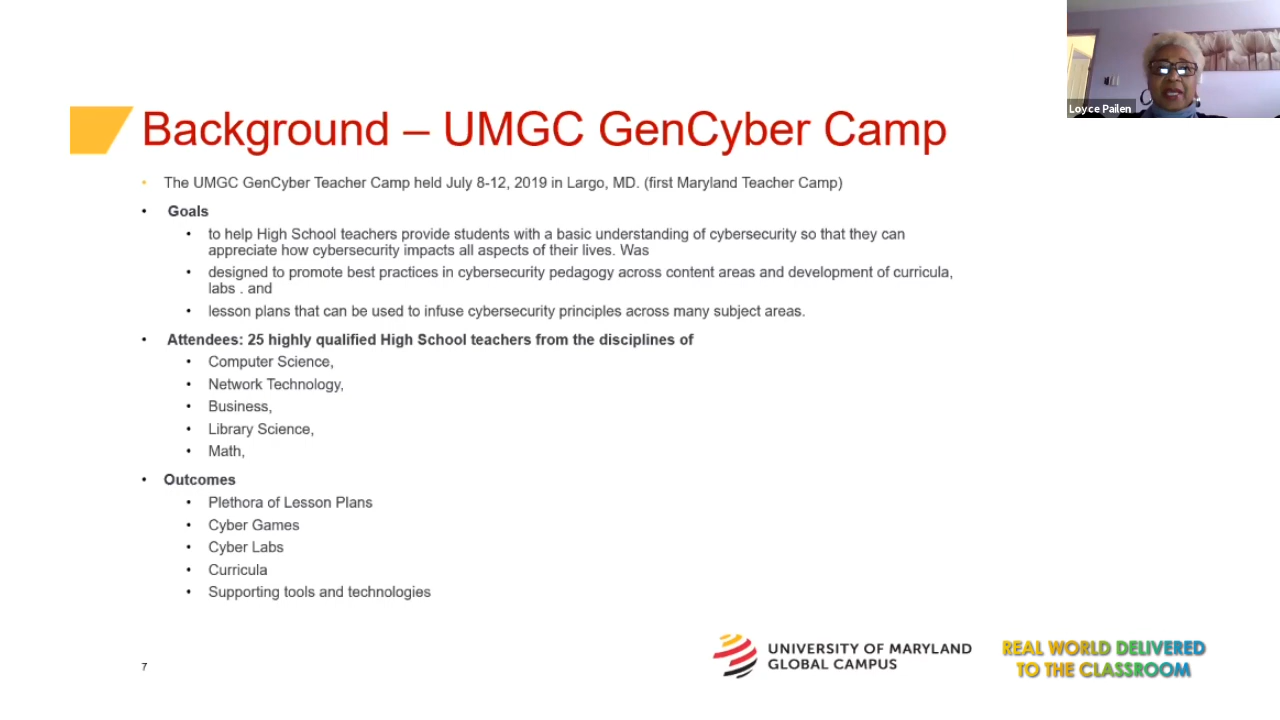 Loyce Pailen
Background – UMGC GenCyber Camp
• The UMGC GenCyber Teacher Camp held July 8-12, 2019 in Largo, MD. (first Maryland Teacher Camp)
• Goals
• to help High School teachers provide students with a basic understanding of cybersecurity so that they can
appreciate how cybersecurity impacts all aspects of their lives. Was
• designed to promote best practices in cybersecurity pedagogy across content areas and development of curricula,
labs . and
• lesson plans that can be used to infuse cybersecurity principles across many subject areas.
• Attendees: 25 highly qualified High School teachers from the disciplines of
• Computer Science,
• Network Technology,
• Business,
• Library Science,
• Math,
• Outcomes
• Plethora of Lesson Plans
• Cyber Games
• Cyber Labs
• Curricula
• Supporting tools and technologies
7
UNIVERSITY OF MARYLAND
GLOBAL CAMPUS
REAL WORLD DELIVERED
TO THE CLASSROOM